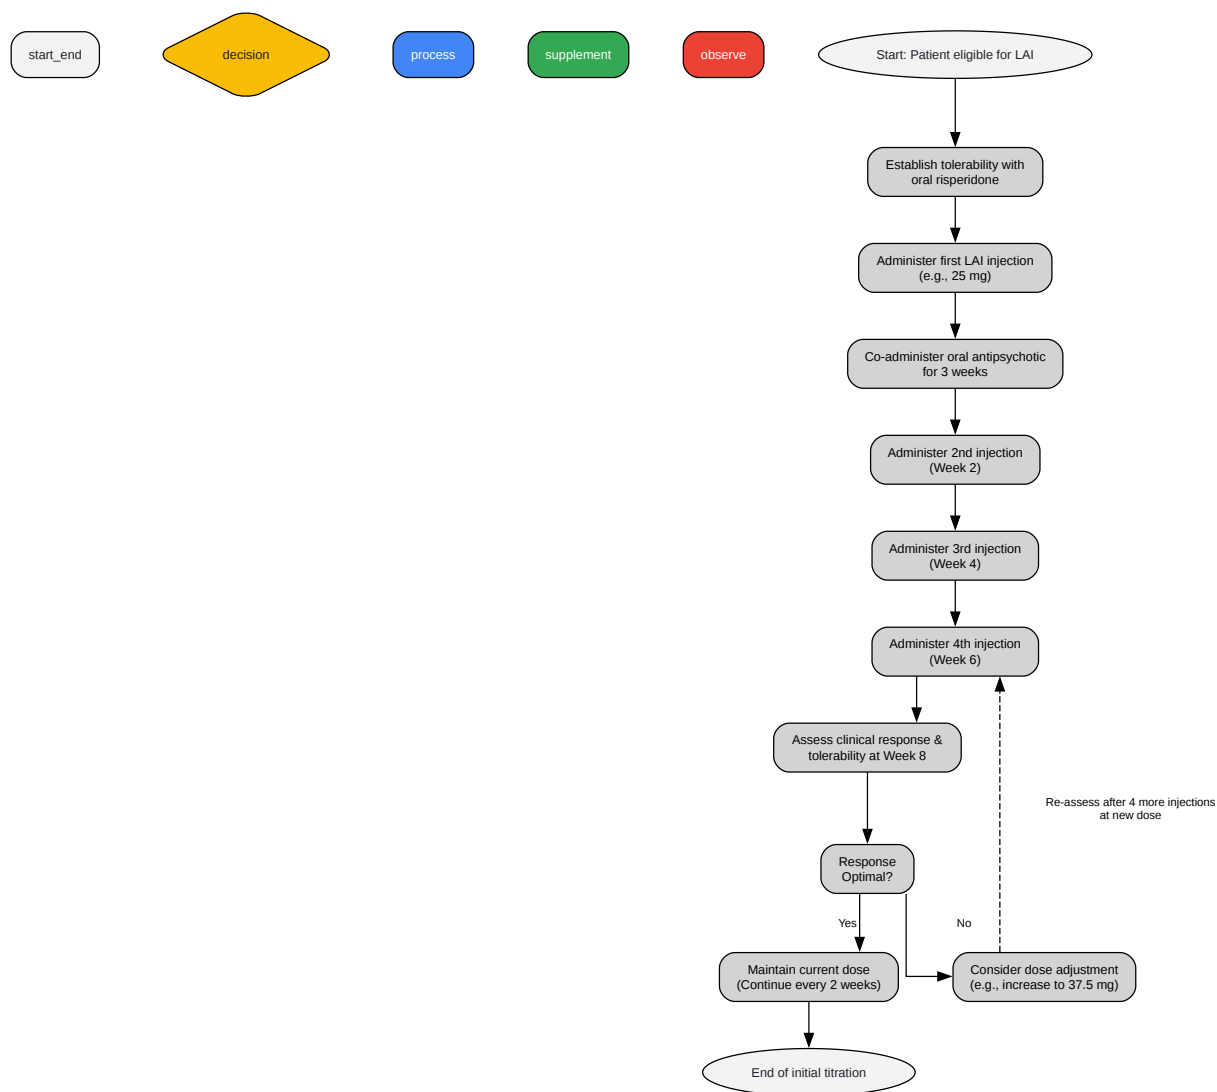 start_end
decision
process
supplement
observe
Start: Patient eligible for LAI
Establish tolerability with
oral risperidone
Administer first LAI injection
(e.g., 25 mg)
Co-administer oral antipsychotic
for 3 weeks
Administer 2nd injection
(Week 2)
Administer 3rd injection
(Week 4)
Administer 4th injection
(Week 6)
Assess clinical response &
tolerability at Week 8
Re-assess after 4 more injections
at new dose
Response
Optimal?
Yes
No
Maintain current dose
(Continue every 2 weeks)
Consider dose adjustment
(e.g., increase to 37.5 mg)
End of initial titration